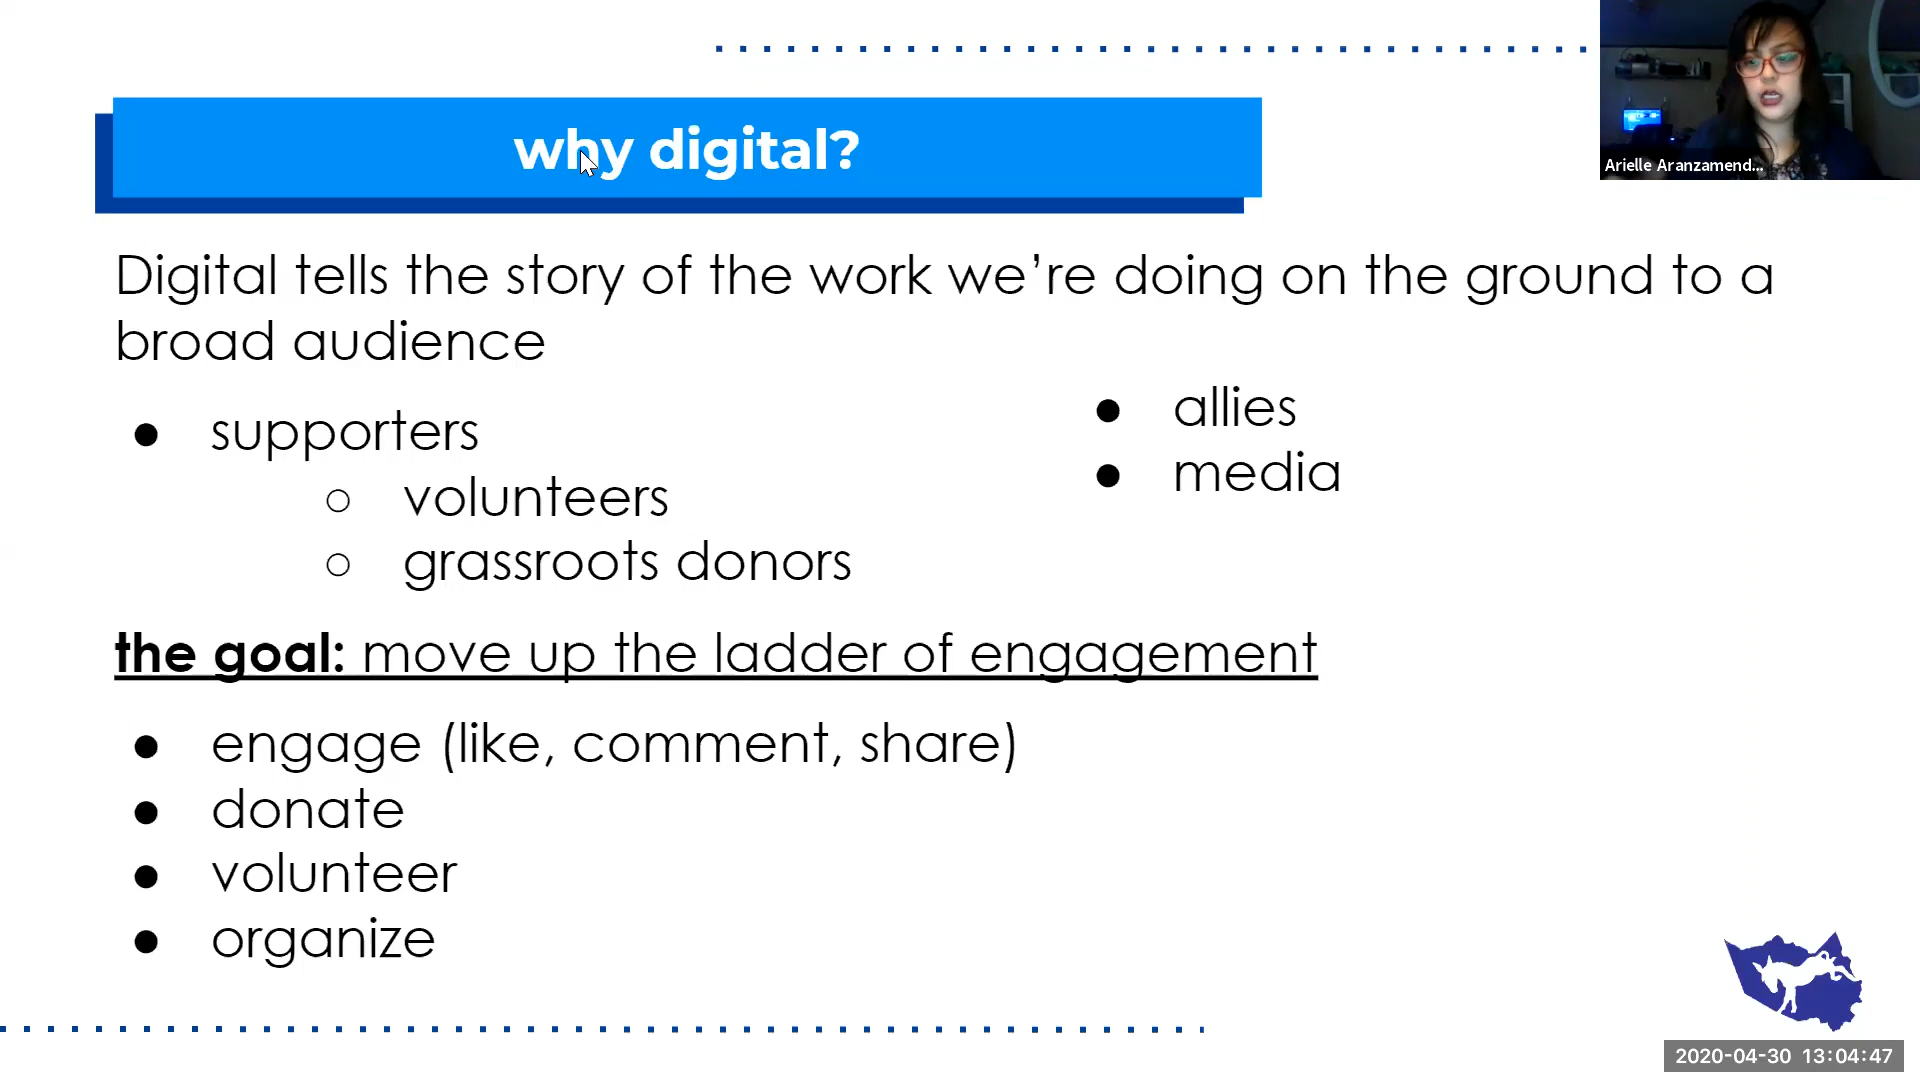 Arielle Aranzamend...
why digital?
Digital tells the story of the work we’re doing on the ground to a
broad audience
● supporters
○ volunteers
○ grassroots donors
● allies
● media
the goal: move up the ladder of engagement
● engage (like, comment, share)
● donate
● volunteer
● organize
2020-04-30 13:04:47